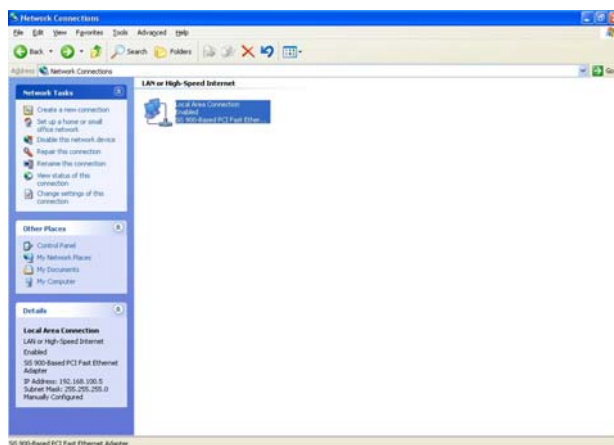 Network Connections
File Edit View Favorites Tools Advanced Help
Back Search Folders
Address Network Connections Go
LAN or High-Speed Internet
Network Tasks
Create a new connection
Set up a home or small
office network
Disable this network device
Repair this connection
Rename this connection
View status of this
connection
Change settings of this
connection
Local Area Connection
Enabled
SiS 900-Based PCI Fast Ether...
Other Places
Control Panel
My Network Places
My Documents
My Computer
Details
Local Area Connection
LAN or High-Speed Internet
Enabled
SiS 900-Based PCI Fast Ethernet
Adapter
IP Address: 192.168.100.5
Subnet Mask: 255.255.255.0
Manually Configured
SiS 900-Based PCI Fast Ethernet Adapter